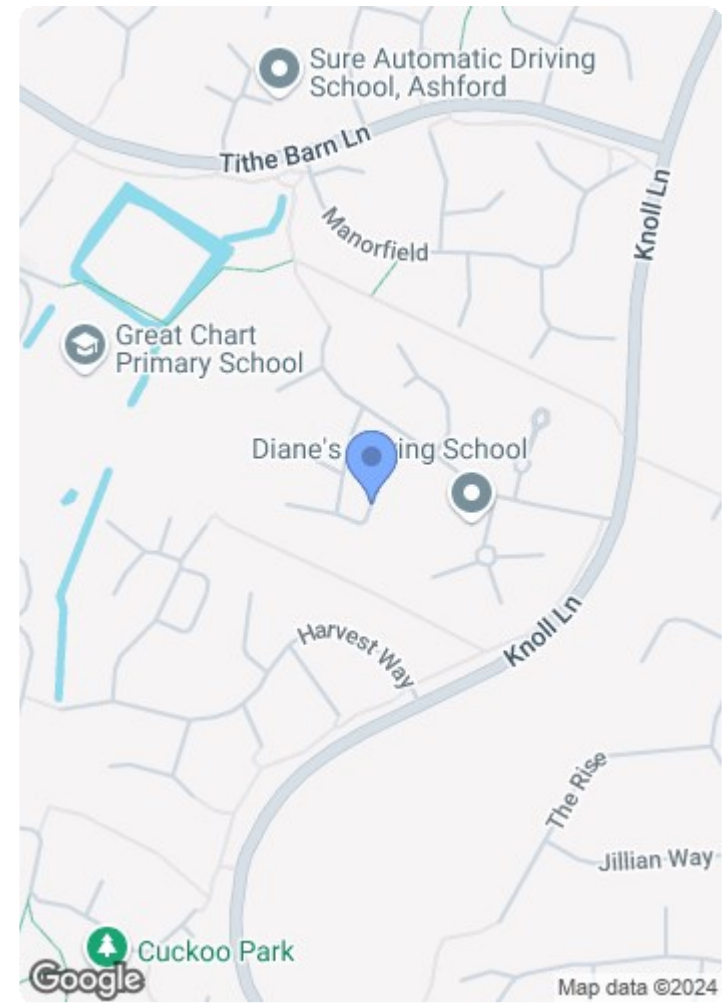 Sure Automatic Driving
School, Ashford
Tithe Barn Ln
Knoll Ln
Manorfield
Great Chart
Primary School
Diane's
ing School
Knoll Ln
Harvest Way
The Rise
Jillian Way
Cuckoo Park
Google
Map data ©2024